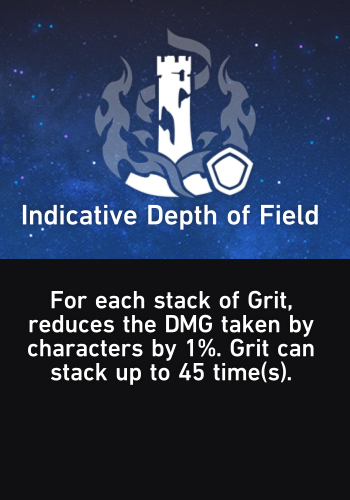 Indicative Depth of Field
For each stack of Grit,
reduces the DMG taken by
characters by 1%. Grit can
stack up to 45 time(s).